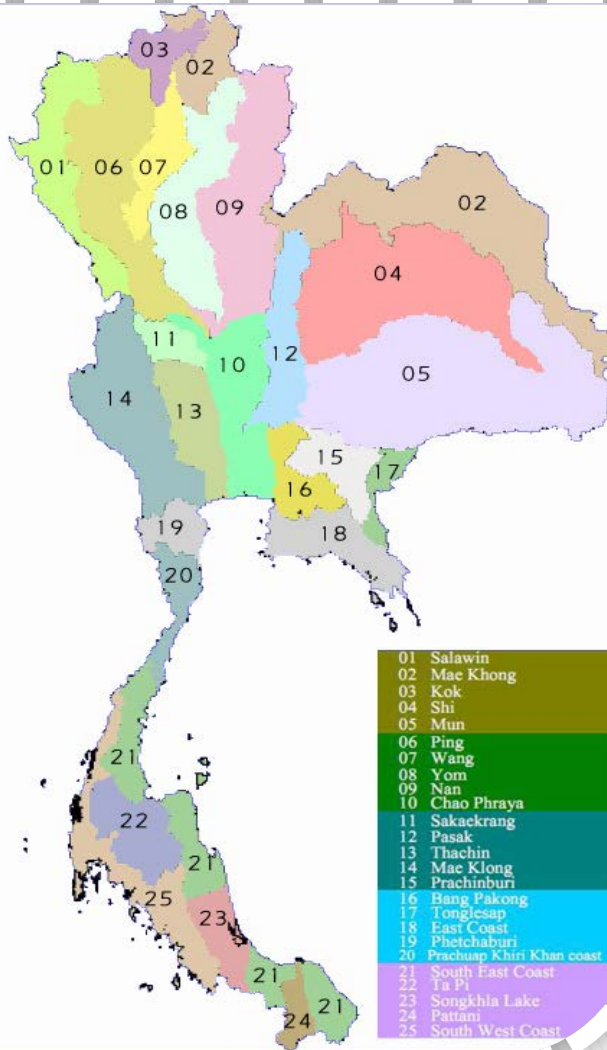 03
02
01
06
07
08
09
02
04
11
10
12
05
14
13
15
17
16
19
18
20
21
22
21
25
23
21
21
24
01 Salawin
02 Mae Khong
03 Kok
04 Shi
05 Mun
06 Ping
07 Wang
08 Yom
09 Nan
10 Chao Phraya
11 Sakaekrang
12 Pasak
13 Thachin
14 Mae Klong
15 Prachinburi
16 Bang Pakong
17 Tonglesap
18 East Coast
19 Phetchaburi
20 Prachuap Khiri Khan coast
21 South East Coast
22 Ta Pi
23 Songkhla Lake
24 Pattani
25 South West Coast